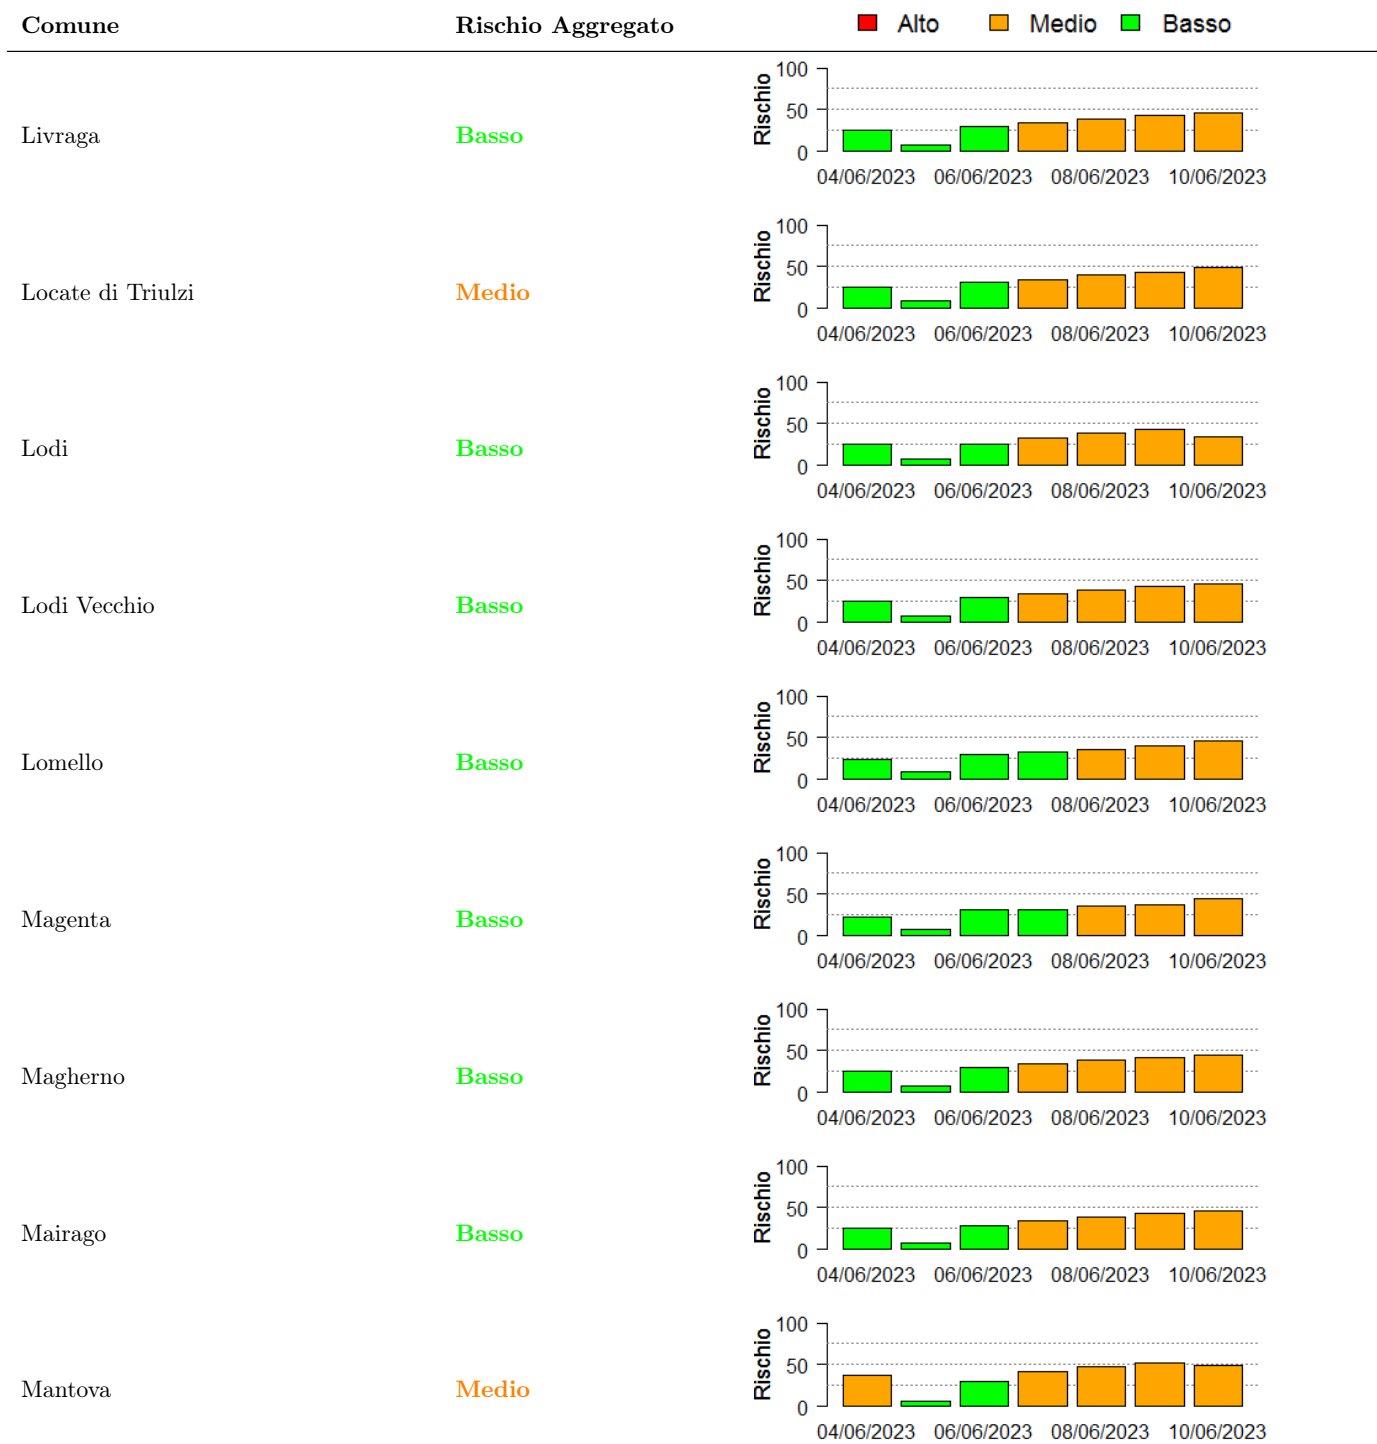 Comune Rischio Aggregato Alto Medio Basso
Livraga Basso
Rischio
100
50
0
04/06/2023 06/06/2023 08/06/2023 10/06/2023
Locate di Triulzi Medio
Rischio
100
50
0
04/06/2023 06/06/2023 08/06/2023 10/06/2023
Lodi Basso
Rischio
100
50
0
04/06/2023 06/06/2023 08/06/2023 10/06/2023
Lodi Vecchio Basso
Rischio
100
50
0
04/06/2023 06/06/2023 08/06/2023 10/06/2023
Lomello Basso
Rischio
100
50
0
04/06/2023 06/06/2023 08/06/2023 10/06/2023
Magenta Basso
Rischio
100
50
0
04/06/2023 06/06/2023 08/06/2023 10/06/2023
Magherno Basso
Rischio
100
50
0
04/06/2023 06/06/2023 08/06/2023 10/06/2023
Mairago Basso
Rischio
100
50
0
04/06/2023 06/06/2023 08/06/2023 10/06/2023
Mantova Medio
Rischio
100
50
0
04/06/2023 06/06/2023 08/06/2023 10/06/2023